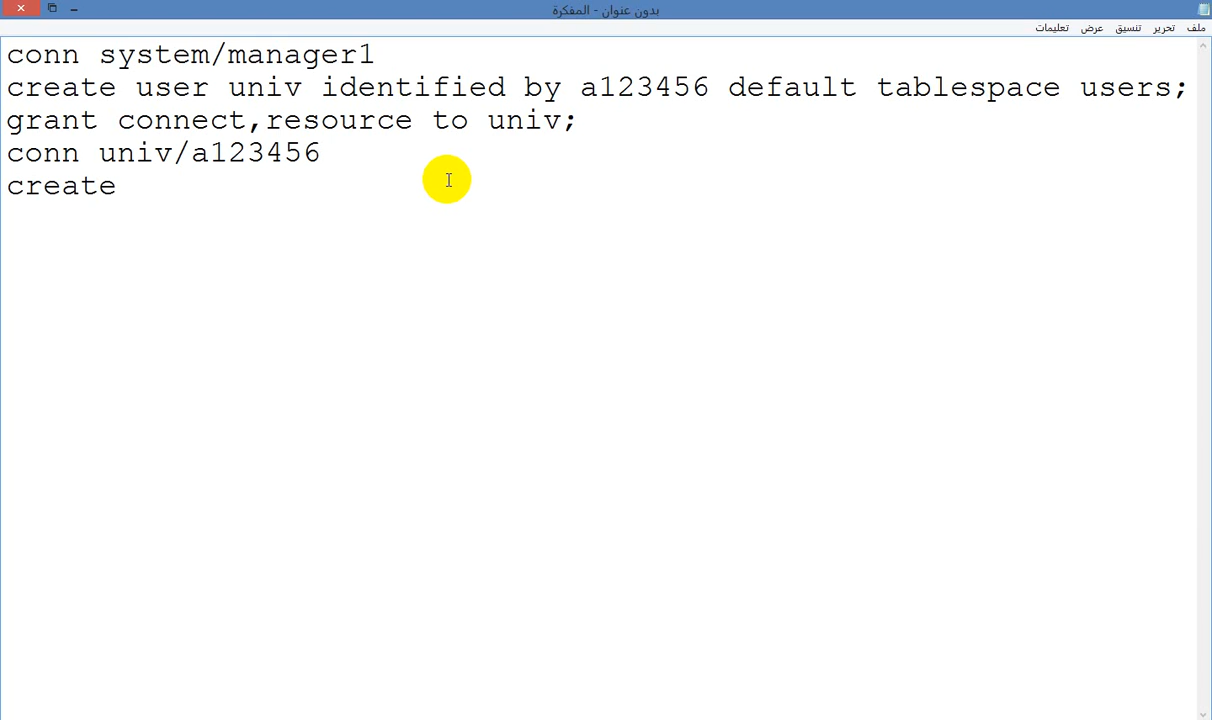 بدون عنوان - المفكرة
ملف تحرير تنسيق عرض تعليمات
conn system/manager1
create user univ identified by a123456 default tablespace users;
grant connect,resource to univ;
conn univ/a123456
create